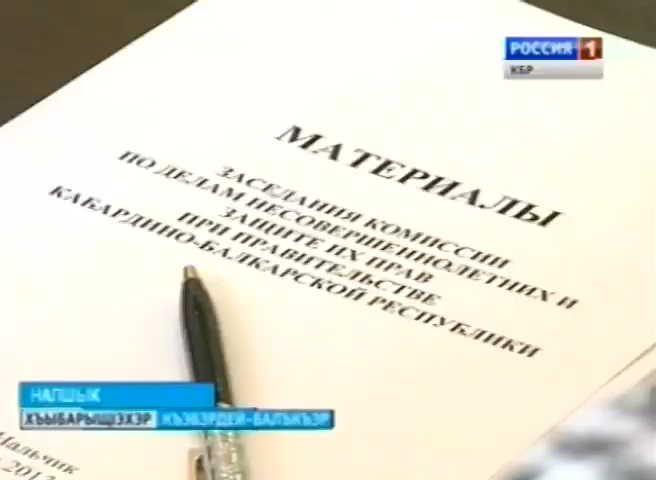 РОССИЯ 1
КБР
МАТЕРИАЛЫ
ЗАСЕДАНИЯ КОМИССИИ
ПО ДЕЛАМ НЕСОВЕРШЕННОЛЕТНИХ И
ЗАЩИТЕ ИХ ПРАВ
ПРИ ПРАВИТЕЛЬСТВЕ
КАБАРДИНО-БАЛКАРСКОЙ РЕСПУБЛИКИ
НАЛШЫК
ХЪЫБАРЫЩIЭХЭР КЪЭБЭРДЕЙ-БАЛЪКЪЭР
Нальчик